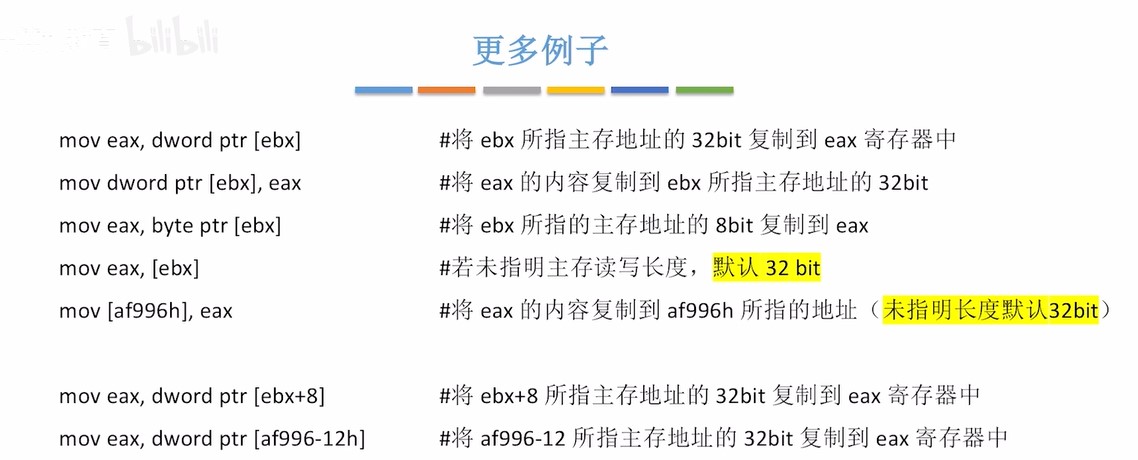 bilibili
更多例子
mov eax, dword ptr [ebx] #将 ebx 所指主存地址的 32bit 复制到 eax 寄存器中
mov dword ptr [ebx], eax #将 eax 的内容复制到 ebx 所指主存地址的 32bit
mov eax, byte ptr [ebx] #将 ebx 所指的主存地址的 8bit 复制到 eax
mov eax, [ebx] #若未指明主存读写长度，默认 32 bit
mov [af996h], eax #将 eax 的内容复制到 af996h 所指的地址（未指明长度默认32bit）
mov eax, dword ptr [ebx+8] #将 ebx+8 所指主存地址的 32bit 复制到 eax 寄存器中
mov eax, dword ptr [af996-12h] #将 af996-12 所指主存地址的 32bit 复制到 eax 寄存器中